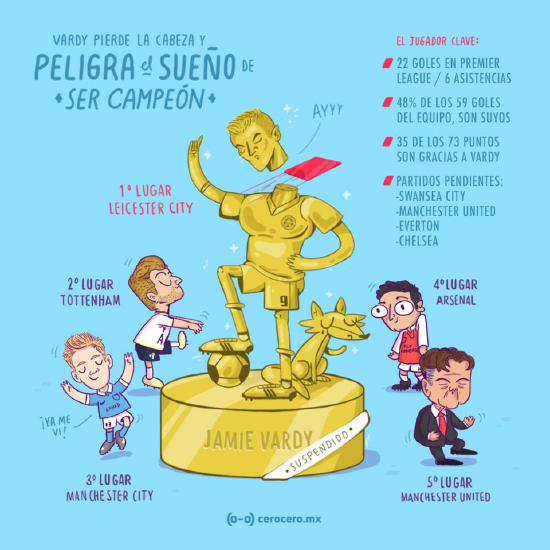 VARDY PIERDE LA CABEZA Y
PELIGRA el SUEÑO DE
SER CAMPEÓN
EL JUGADOR CLAVE:
22 GOLES EN PREMIER
LEAGUE / 6 ASISTENCIAS
48% DE LOS 59 GOLES
DEL EQUIPO, SON SUYOS
35 DE LOS 73 PUNTOS
SON GRACIAS A VARDY
PARTIDOS PENDIENTES:
-SWANSEA CITY
-MANCHESTER UNITED
-EVERTON
-CHELSEA
AYYY
1º LUGAR
LEICESTER CITY
9
2º LUGAR
TOTTENHAM
4º LUGAR
ARSENAL
¡YA ME
VI!
JAMIE VARDY
SUSPENDIDO
3º LUGAR
MANCHESTER CITY
5º LUGAR
MANCHESTER UNITED
(o-o) cerocero.mx